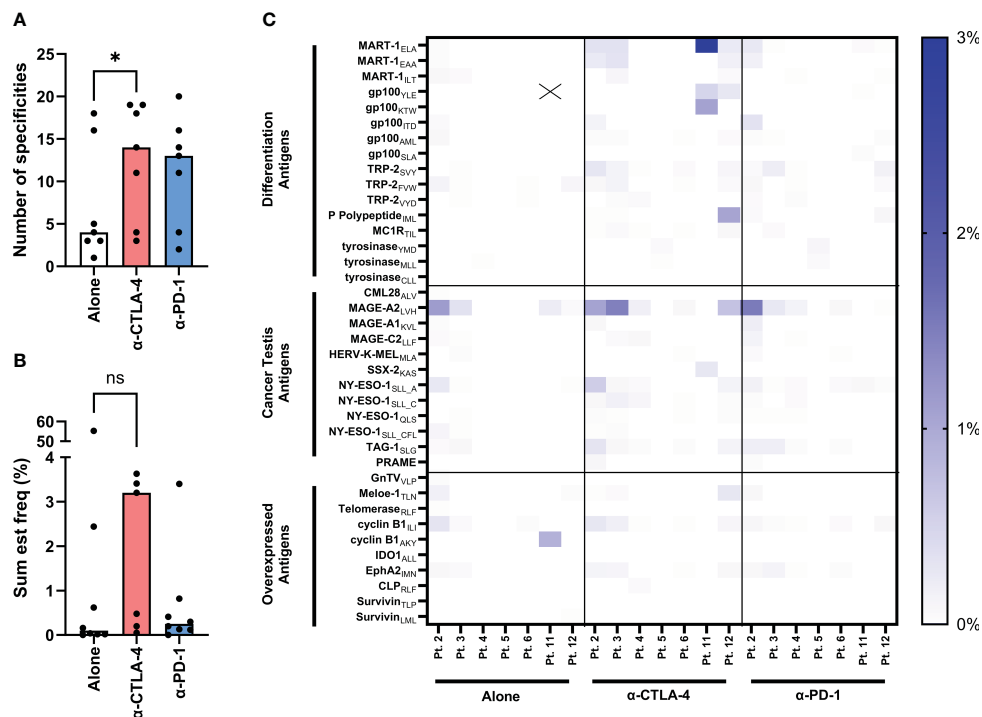 A
*
Number of specificities
25
20
15
10
5
0
Alone
α-CTLA-4
α-PD-1
B
ns
Sum est freq (%)
60
50
4
3
2
1
0
Alone
α-CTLA-4
α-PD-1
C
Differentiation
Antigens
MART-1ELA
MART-1EAA
MART-1ILT
gp100YLE
gp100KTW
gp100ITD
gp100AML
gp100SLA
TRP-2SVY
TRP-2FVW
TRP-2VYD
P PolypeptideIML
MC1RTIL
tyrosinaseYMD
tyrosinaseMLL
tyrosinaseCLL
Cancer Testis
Antigens
CML28ALV
MAGE-A2LVH
MAGE-A1KVL
MAGE-C2LLF
HERV-K-MELMLA
SSX-2KAS
NY-ESO-1SLL_A
NY-ESO-1SLL_C
NY-ESO-1QLS
NY-ESO-1SLL_CFL
TAG-1SLG
PRAME
Overexpressed
Antigens
GnTVVLP
Meloe-1TLN
TelomeraseRLF
cyclin B1ILI
cyclin B1AKY
IDO1ALL
EphA2IMN
CLPRLF
SurvivinTLP
SurvivinLML
Pt. 2
Pt. 3
Pt. 4
Pt. 5
Pt. 6
Pt. 11
Pt. 12
Pt. 2
Pt. 3
Pt. 4
Pt. 5
Pt. 6
Pt. 11
Pt. 12
Pt. 2
Pt. 3
Pt. 4
Pt. 5
Pt. 6
Pt. 11
Pt. 12
Alone
α-CTLA-4
α-PD-1
3%
2%
1%
0%